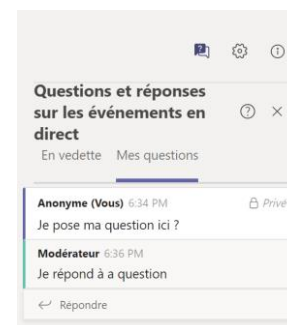 Questions et réponses
sur les événements en
direct
En vedette Mes questions
Anonyme (Vous) 6:34 PM Privé
Je pose ma question ici ?
Modérateur 6:36 PM
Je répond à a question
Répondre